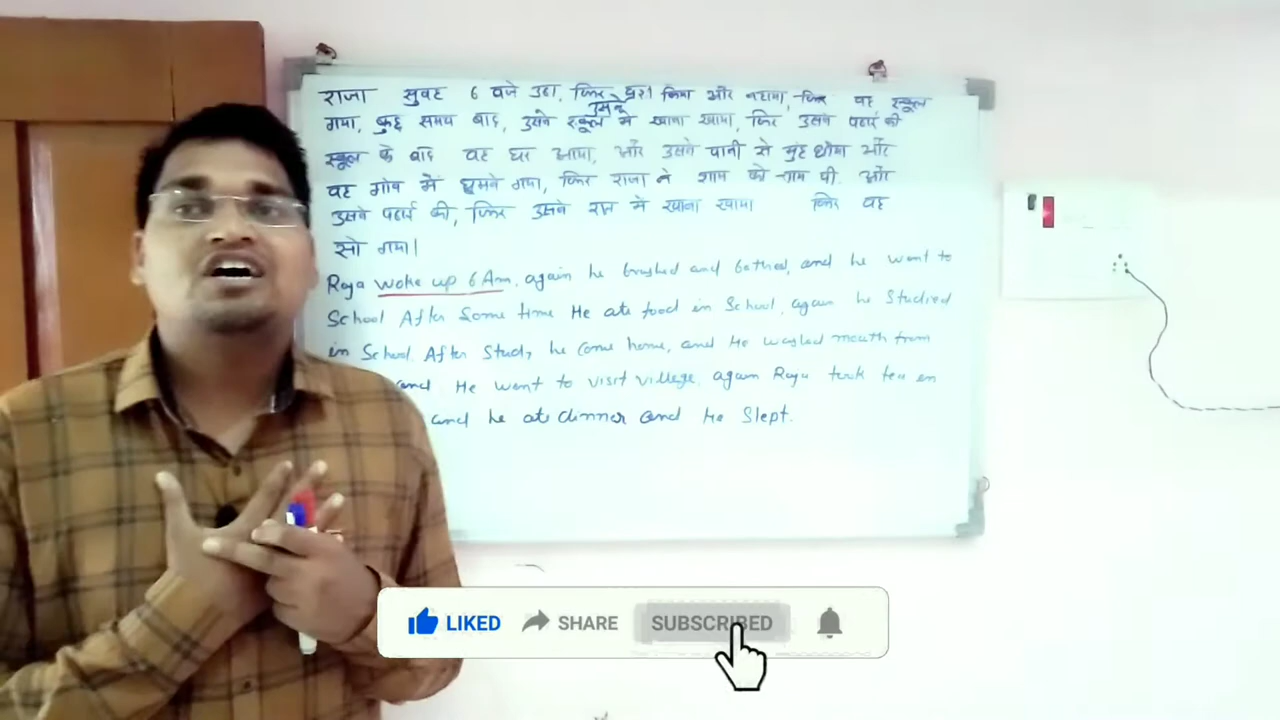 राजा सुबह 6 बजे उठा, फिर ब्रश किया और नहाया, फिर वह स्कूल
गया, कुछ समय बाद, उसने उसके स्कूल में खाना खाया, फिर उसने पढाई की
स्कूल के बाद वह घर आया, और उसने पानी से मुंह धोया और
वह गाँव में घुमने गया, फिर राजा ने शाम को चाय पी. और
उसने पढाई की, फिर उसने रात में खाना खाया फिर वह
सो गया।
Raja woke up 6 Am, again he brushed and bathed, and he went to
School After Some time He ate food in School, again he Studied
in School. After Study he come home, and He washed mouth from
and He went to visit village, again Raja took tea in
and he ate dinner and He Slept.
LIKED SHARE SUBSCRIBED